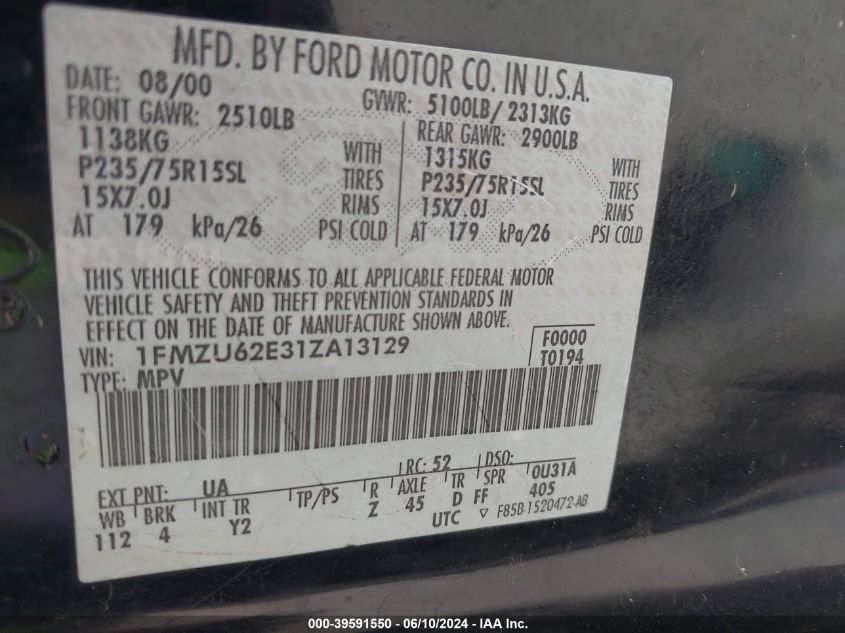 MFD. BY FORD MOTOR CO. IN U.S.A.
DATE: 08/00 GVWR: 5100LB/ 2313KG
FRONT GAWR: 2510LB REAR GAWR: 2900LB
1138KG WITH 1315KG WITH
P235/75R15SL TIRES P235/75R15SL TIRES
15X7.0J RIMS 15X7.0J RIMS
AT 179 kPa/26 PSI COLD AT 179 kPa/26 PSI COLD
THIS VEHICLE CONFORMS TO ALL APPLICABLE FEDERAL MOTOR
VEHICLE SAFETY AND THEFT PREVENTION STANDARDS IN
EFFECT ON THE DATE OF MANUFACTURE SHOWN ABOVE.
VIN: 1FMZU62E31ZA13129 F0000
TYPE: MPV T0194
EXT PNT: UA RC: 52 DSO:
WB BRK INT TR TP/PS R AXLE TR SPR 0U31A
112 4 Y2 Z 45 D FF 405
UTC ▽ F85B-1520472-AB
000-39591550 - 06/10/2024 - IAA Inc.